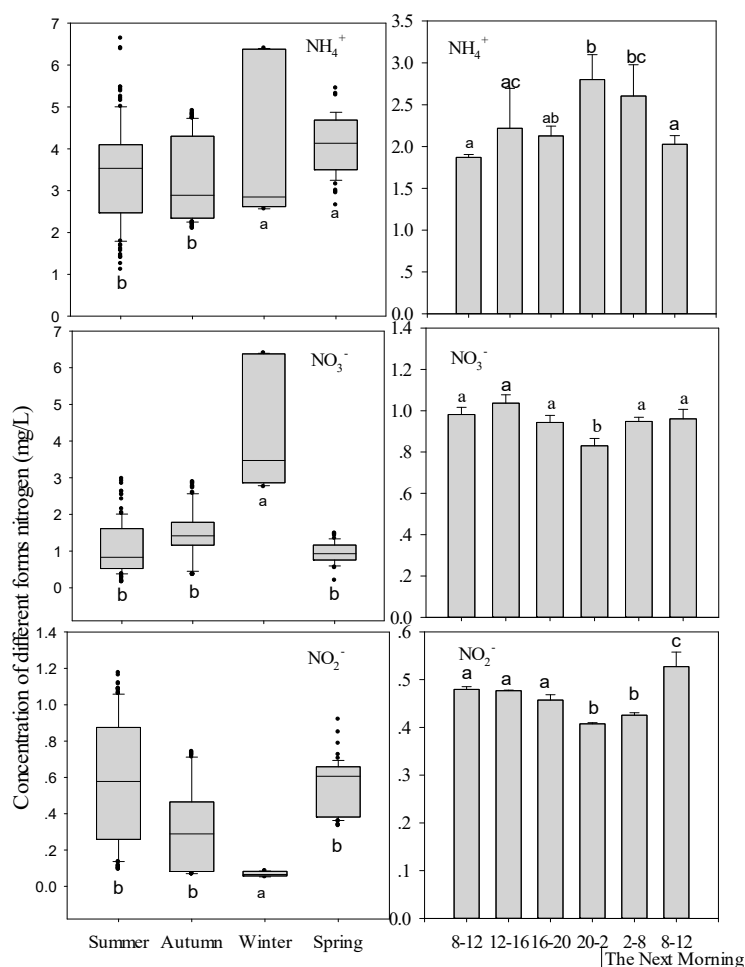 Concentration of different forms nitrogen (mg/L)
7
6
5
4
3
2
1
0
NH₄⁺
b
b
a
a
3.5
3.0
2.5
2.0
1.5
1.0
.5
0.0
NH₄⁺
a
ac
ab
b
bc
a
7
6
4
3
2
1
0
NO₃⁻
b
b
a
b
1.4
1.2
1.0
.8
.6
.4
.2
0.0
NO₃⁻
a
a
a
b
a
a
1.4
1.2
1.0
.8
.6
.4
.2
0.0
NO₂⁻
b
b
a
b
Summer Autumn Winter Spring
.6
.5
.4
.3
.2
.1
0.0
NO₂⁻
a
a
a
b
b
c
8-12 12-16 16-20 20-2 2-8 8-12
The Next Morning